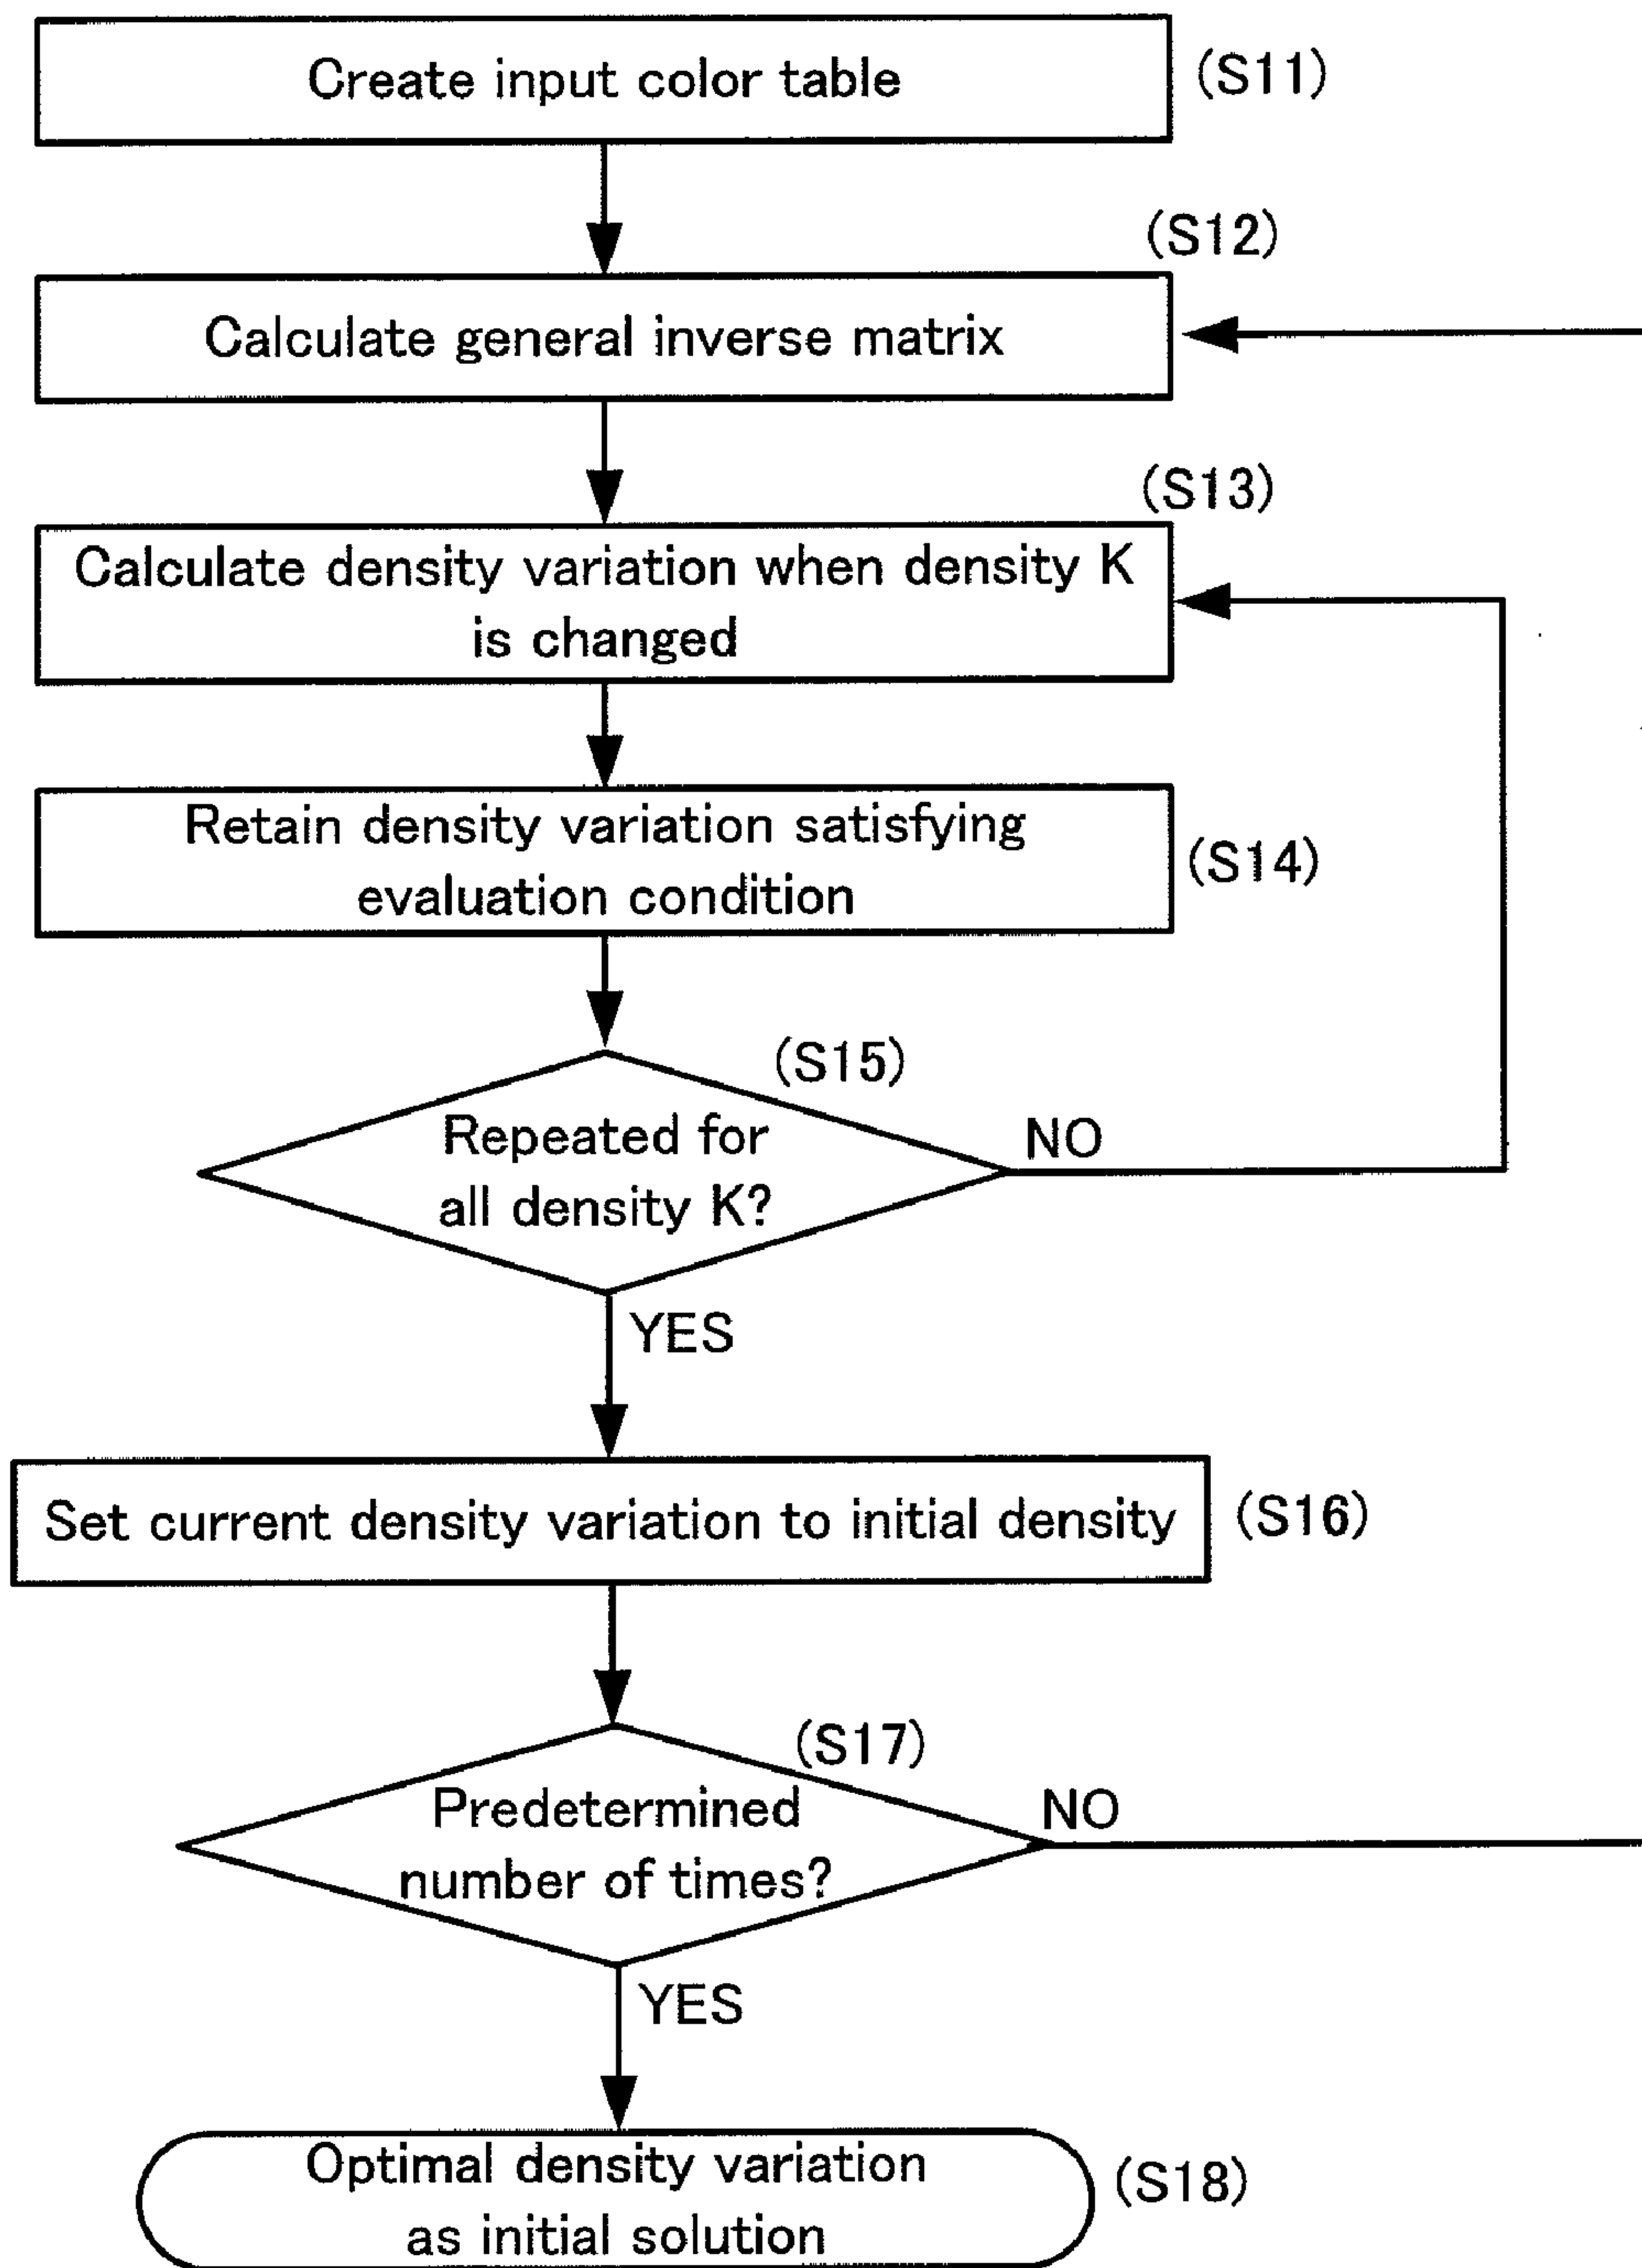 Create input color table
(S11)
(S12)
Calculate general inverse matrix
(S13)
Calculate density variation when density K
is changed
Retain density variation satisfying
evaluation condition
(S14)
(S15)
Repeated for
all density K?
NO
YES
Set current density variation to initial density
(S16)
(S17)
Predetermined
number of times?
NO
YES
Optimal density variation
as initial solution
(S18)